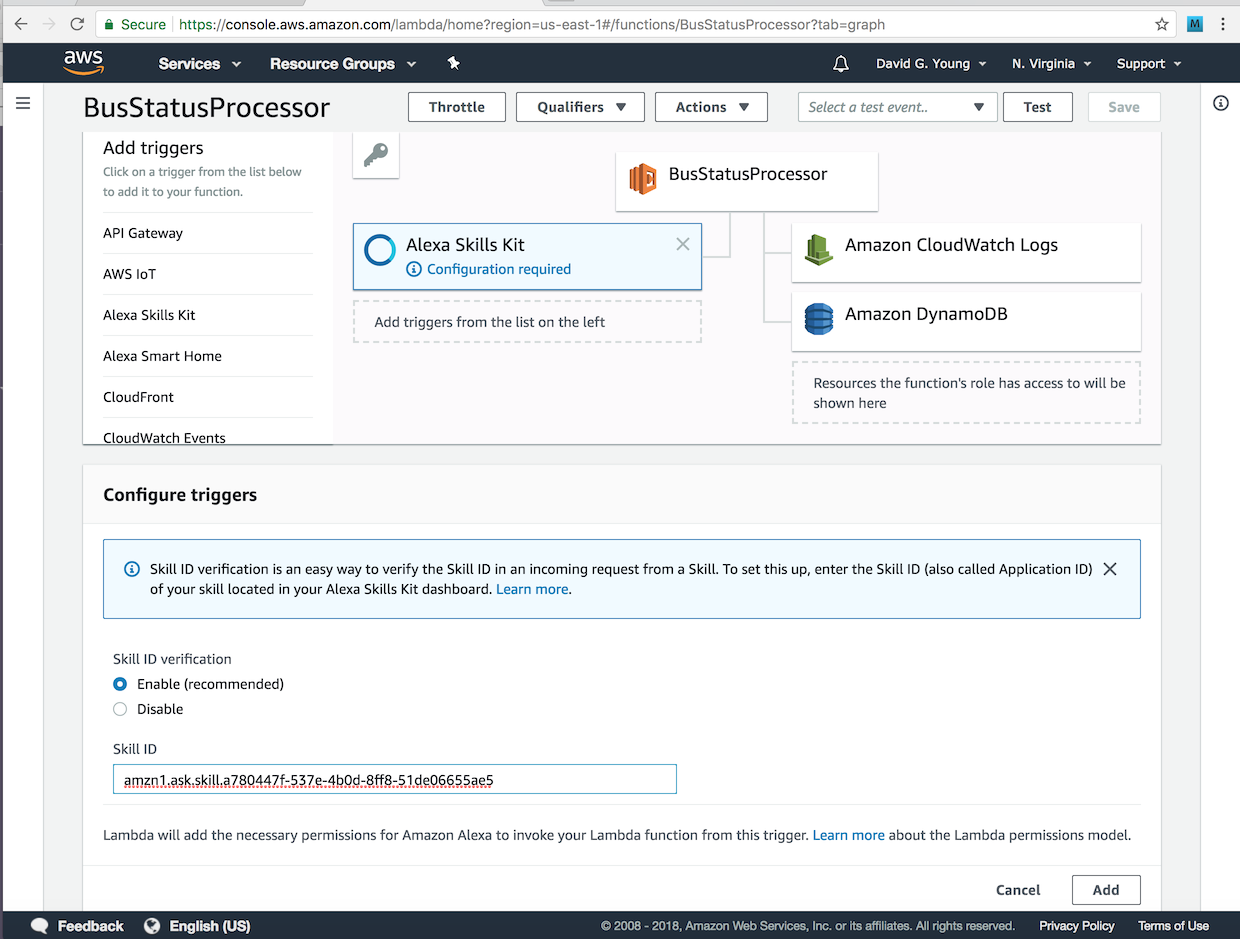 Secure
https://console.aws.amazon.com/lambda/home?region=us-east-1#/functions/BusStatusProcessor?tab=graph
M
aws
Services
Resource Groups
David G. Young
N. Virginia
Support
BusStatusProcessor
Throttle
Qualifiers
Actions
Select a test event..
Test
Save
Add triggers
Click on a trigger from the list below
to add it to your function.
API Gateway
AWS IoT
Alexa Skills Kit
Alexa Smart Home
CloudFront
CloudWatch Events
BusStatusProcessor
Alexa Skills Kit
Configuration required
Add triggers from the list on the left
Amazon CloudWatch Logs
Amazon DynamoDB
Resources the function's role has access to will be
shown here
Configure triggers
Skill ID verification is an easy way to verify the Skill ID in an incoming request from a Skill. To set this up, enter the Skill ID (also called Application ID)
of your skill located in your Alexa Skills Kit dashboard. Learn more.
Skill ID verification
Enable (recommended)
Disable
Skill ID
amzn1.ask.skill.a780447f-537e-4b0d-8ff8-51de06655ae5
Lambda will add the necessary permissions for Amazon Alexa to invoke your Lambda function from this trigger. Learn more about the Lambda permissions model.
Cancel
Add
Feedback
English (US)
© 2008 - 2018, Amazon Web Services, Inc. or its affiliates. All rights reserved.
Privacy Policy
Terms of Use